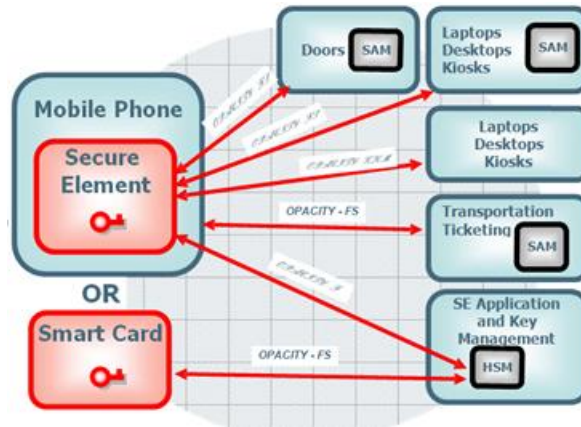 Doors
SAM
Laptops
Desktops
Kiosks
SAM
Mobile Phone
Secure
Element
Laptops
Desktops
Kiosks
OPACITY - FS
Transportation
Ticketing
SAM
OR
Smart Card
OPACITY - FS
SE Application
and Key
Management
HSM